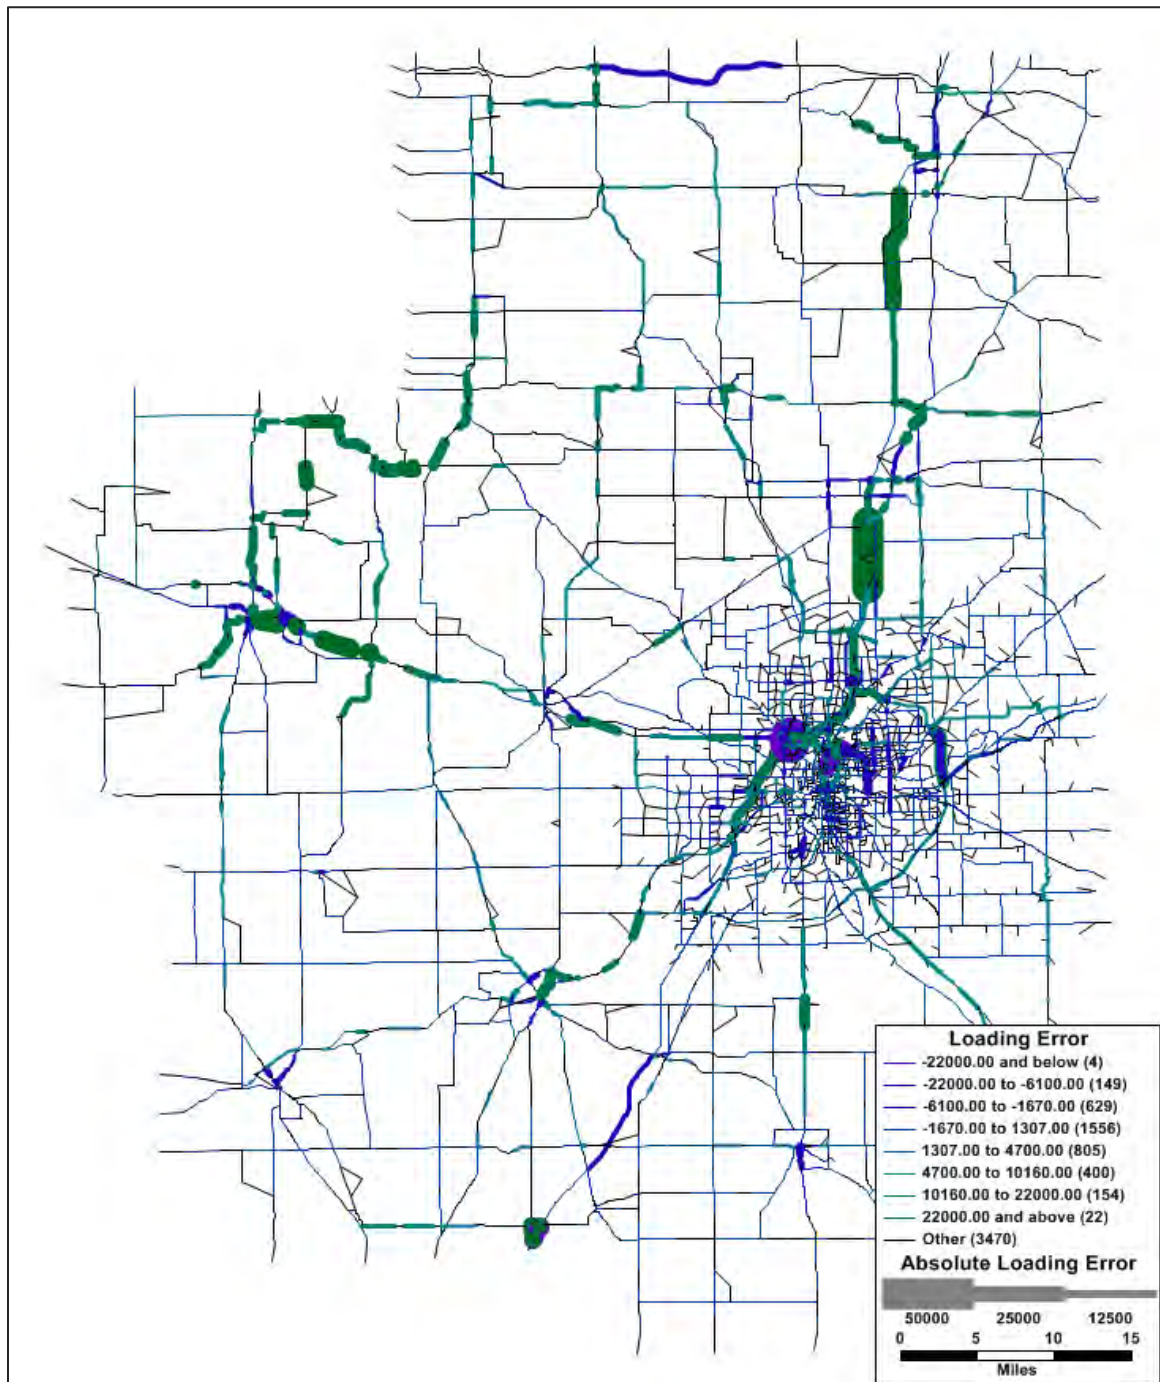 Loading Error
-22000.00 and below (4)
-22000.00 to -6100.00 (149)
-6100.00 to -1670.00 (629)
-1670.00 to 1307.00 (1556)
1307.00 to 4700.00 (805)
4700.00 to 10160.00 (400)
10160.00 to 22000.00 (154)
22000.00 and above (22)
Other (3470)
Absolute Loading Error
50000 25000 12500
0 5 10 15
Miles